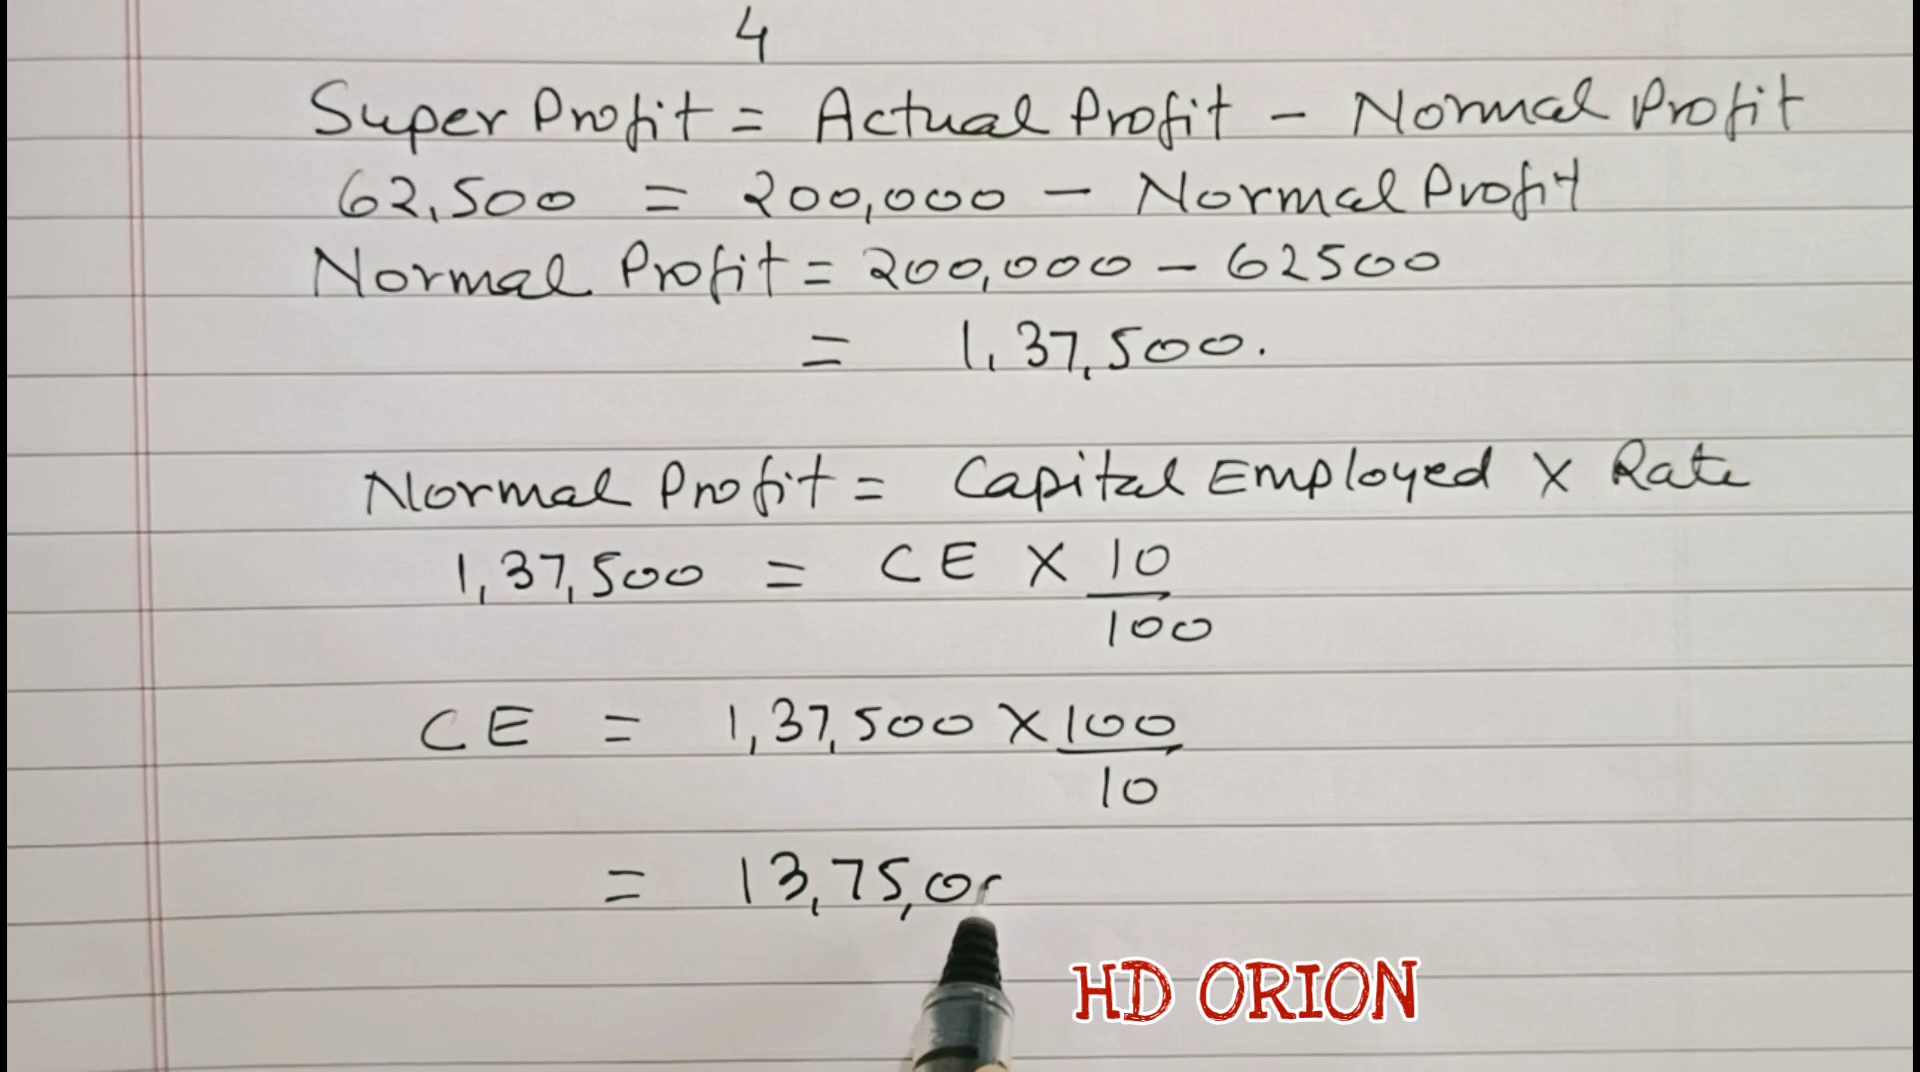 4
Super Profit = Actual Profit - Normal Profit
62,500 = 200,000 - Normal Profit
Normal Profit = 200,000 - 62500
= 1,37,500.
Normal Profit = Capital Employed X Rate
1,37,500 = CE X 10
100
CE = 1,37,500 X 100
10
= 13,75,00
HD ORION